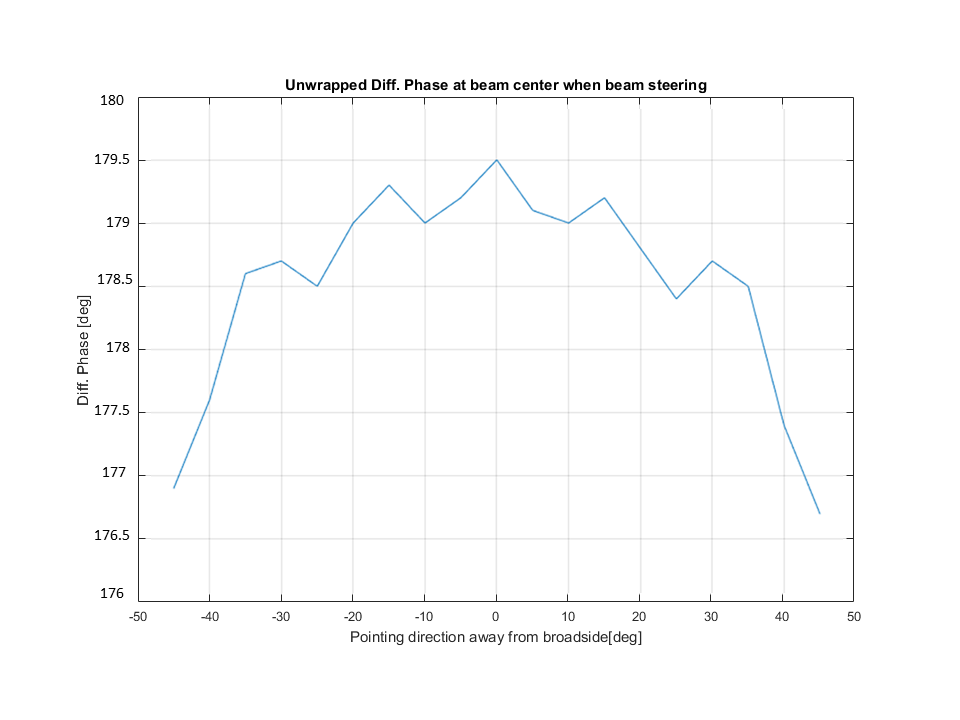 Unwrapped Diff. Phase at beam center when beam steering
180
179.5
179
178.5
178
177.5
177
176.5
176
Diff. Phase [deg]
-50 -40 -30 -20 -10 0 10 20 30 40 50
Pointing direction away from broadside[deg]